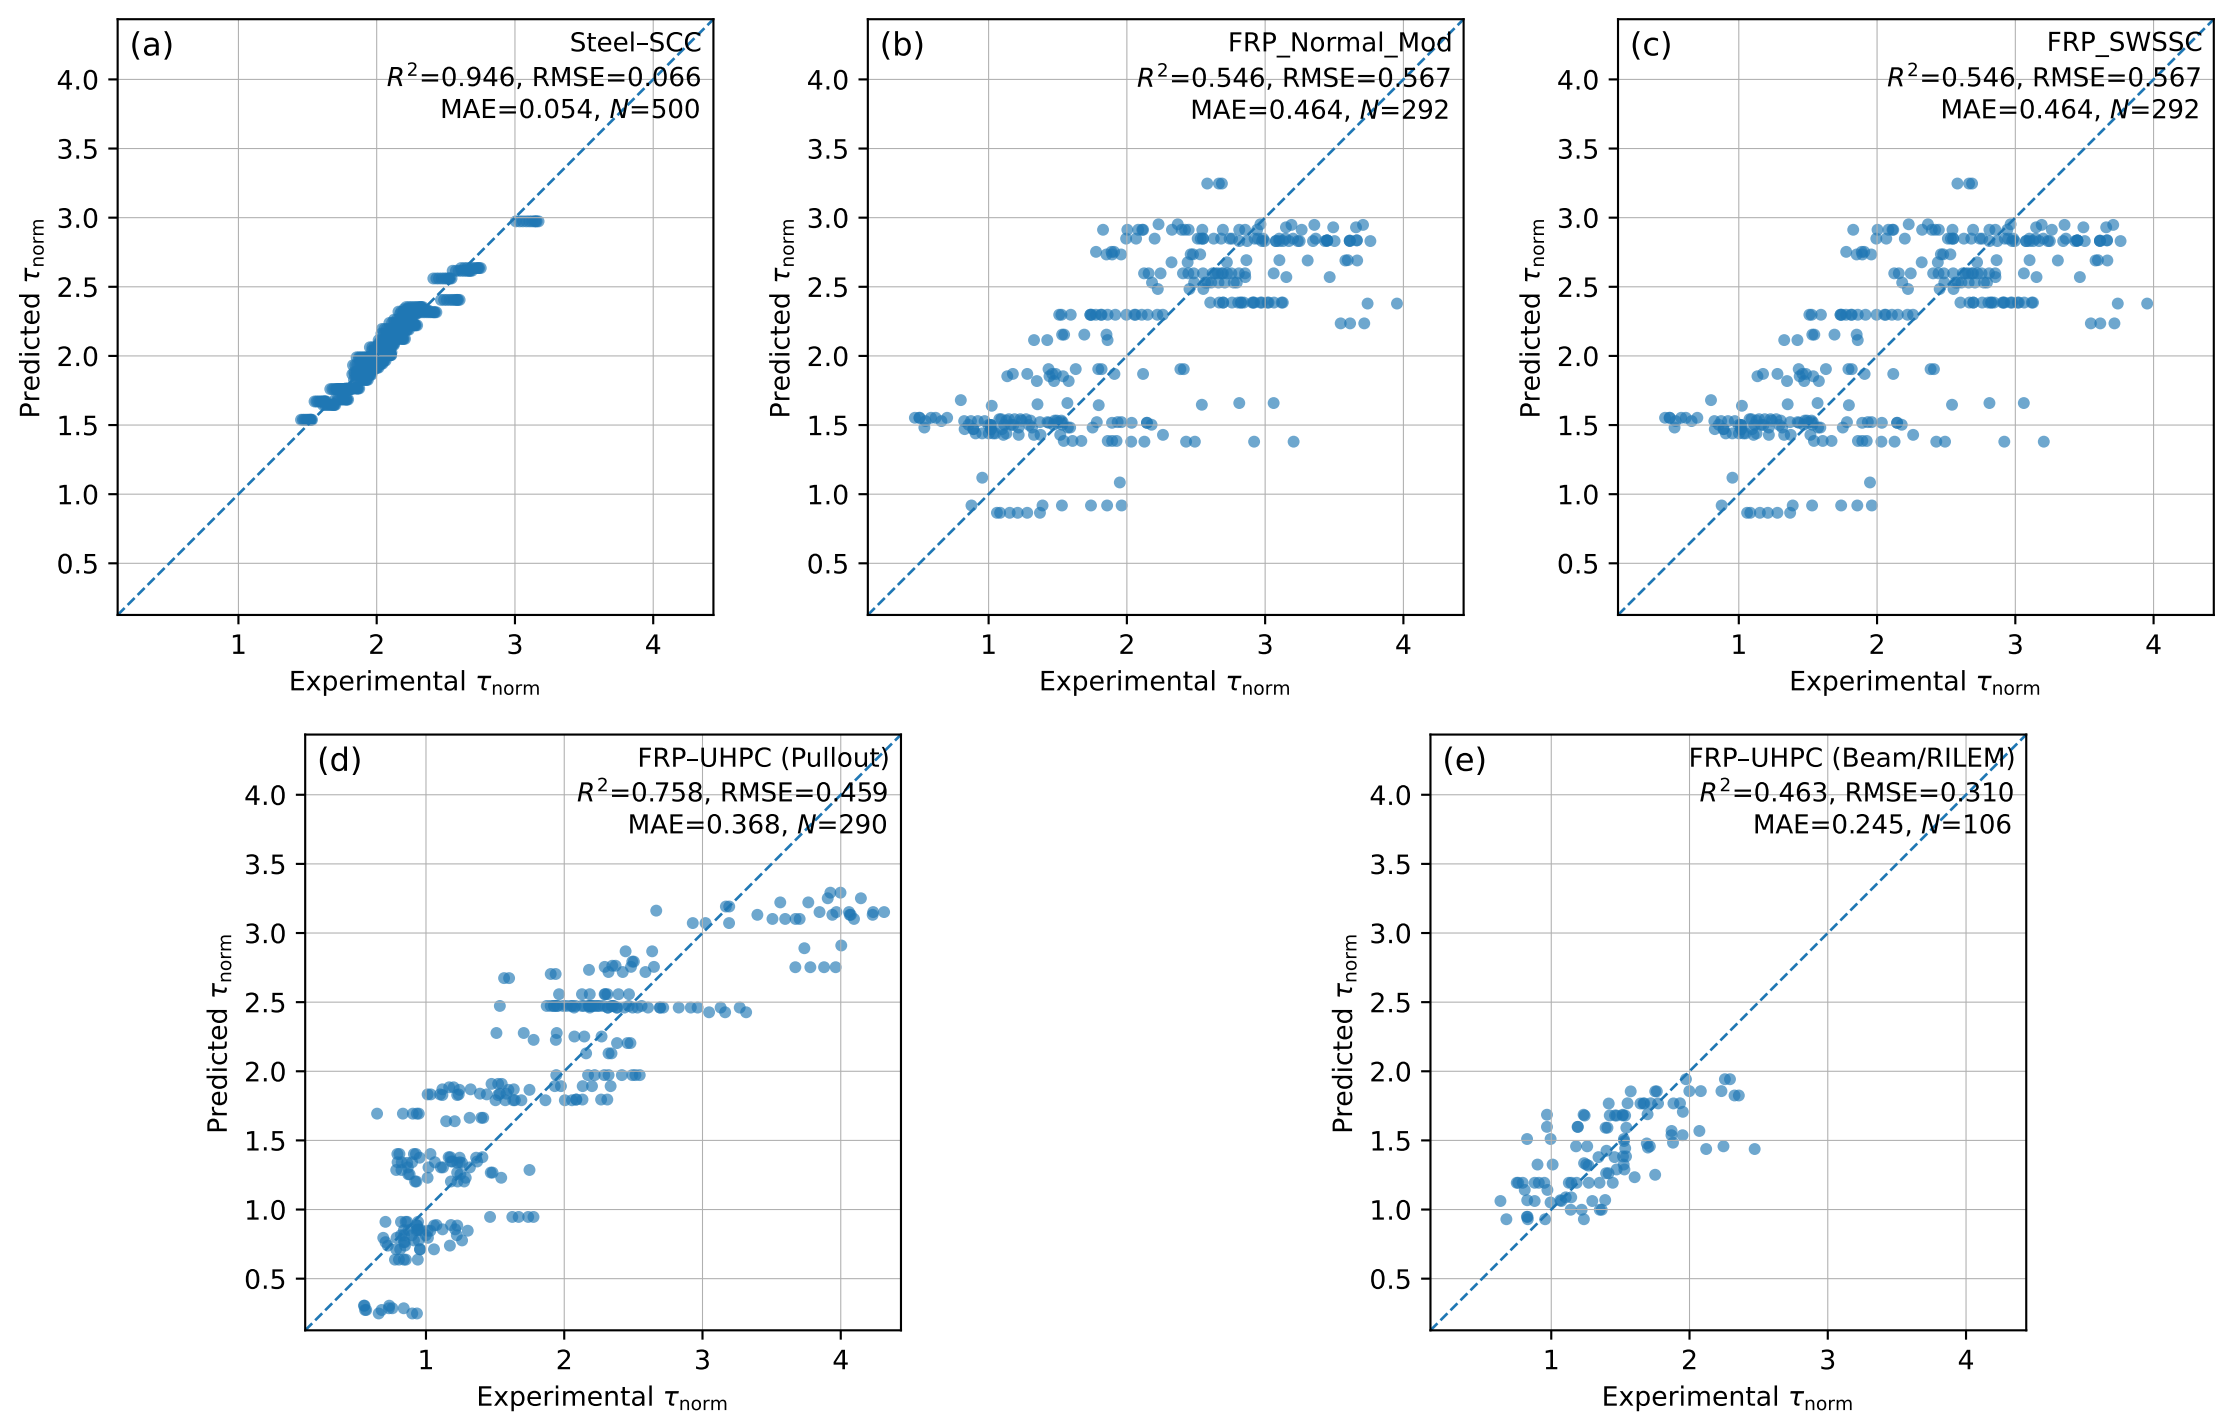 (a)
Steel–SCC
R²=0.946, RMSE=0.066
MAE=0.054, N=500
4.0
3.5
3.0
2.5
2.0
1.5
1.0
0.5
Predicted τnorm
1 2 3 4
Experimental τnorm
(b)
FRP_Normal_Mod
R²=0.546, RMSE=0.567
MAE=0.464, N=292
4.0
3.5
3.0
2.5
2.0
1.5
1.0
0.5
Predicted τnorm
1 2 3 4
Experimental τnorm
(c)
FRP_SWSSC
R²=0.546, RMSE=0.567
MAE=0.464, N=292
4.0
3.5
3.0
2.5
2.0
1.5
1.0
0.5
Predicted τnorm
1 2 3 4
Experimental τnorm
(d)
FRP–UHPC (Pullout)
R²=0.758, RMSE=0.459
MAE=0.368, N=290
4.0
3.5
3.0
2.5
2.0
1.5
1.0
0.5
Predicted τnorm
1 2 3 4
Experimental τnorm
(e)
FRP–UHPC (Beam/RILEM)
R²=0.463, RMSE=0.310
MAE=0.245, N=106
4.0
3.5
3.0
2.5
2.0
1.5
1.0
0.5
Predicted τnorm
1 2 3 4
Experimental τnorm